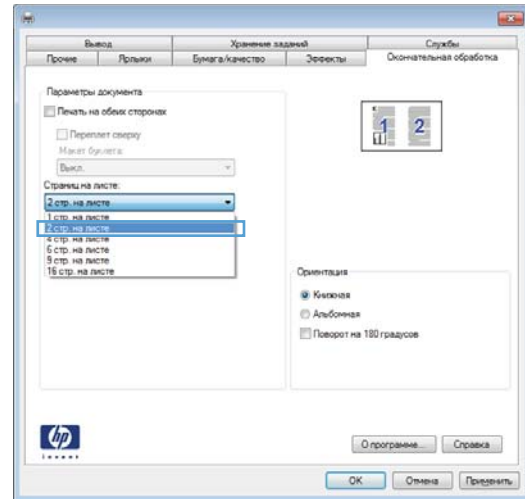 Вывод Хранение заданий Службы
Прочие Ярлыки Бумага/качество Эффекты Окончательная обработка
Параметры документа
Печать на обеих сторонах
Переплет сверху
Макет буклета:
Выкл.
Страниц на листе:
2 стр. на листе
1 стр. на листе
2 стр. на листе
4 стр. на листе
6 стр. на листе
9 стр. на листе
16 стр. на листе
1 2
Ориентация
Книжная
Альбомная
Поворот на 180 градусов
hp
invent
О программе... Справка
OK Отмена Применить